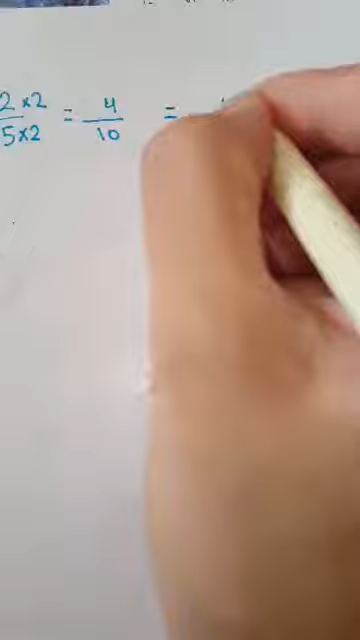 2 ×2 = 4 =
5 ×2 10